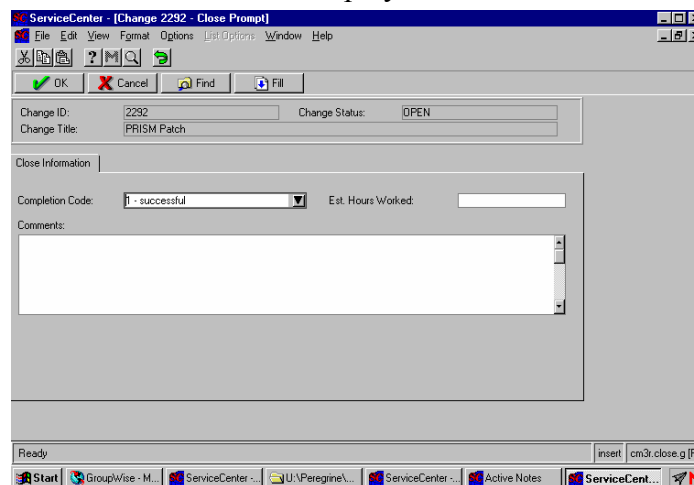 ServiceCenter - [Change 2292 - Close Prompt]
File Edit View Format Options List Options Window Help
OK Cancel Find Fill
Change ID: 2292 Change Status: OPEN
Change Title: PRISM Patch
Close Information
Completion Code: 1 - successful Est. Hours Worked:
Comments:
Ready insert cm3r.close.g
Start GroupWise - M... ServiceCenter -... U:\Peregrine\... ServiceCenter -... Active Notes ServiceCent...